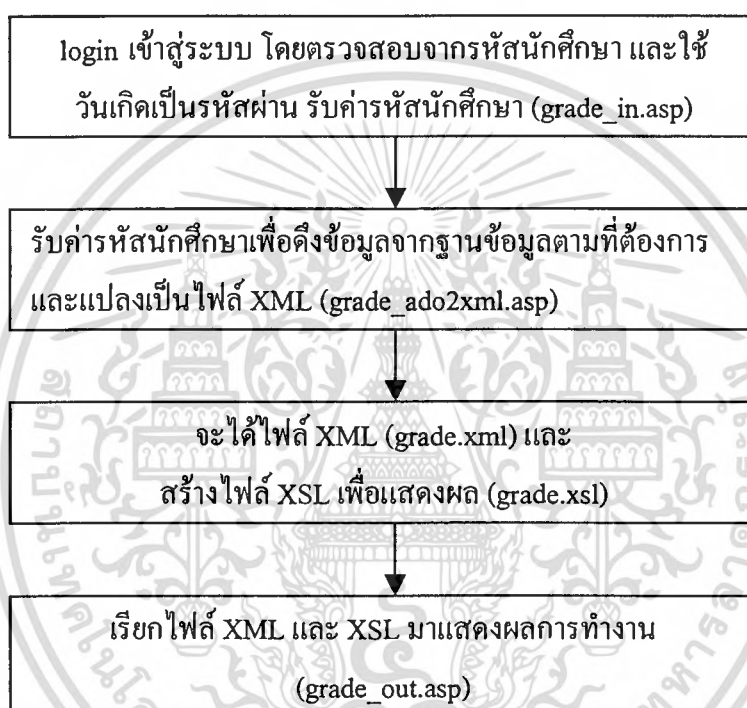 login เข้าสู่ระบบ โดยตรวจสอบจากรหัสนักศึกษา และใช้
วันเกิดเป็นรหัสผ่าน รับค่ารหัสนักศึกษา (grade_in.asp)
รับค่ารหัสนักศึกษาเพื่อดึงข้อมูลจากฐานข้อมูลตามที่ต้องการ
และแปลงเป็นไฟล์ XML (grade_ado2xml.asp)
จะได้ไฟล์ XML (grade.xml) และ
สร้างไฟล์ XSL เพื่อแสดงผล (grade.xsl)
เรียกไฟล์ XML และ XSL มาแสดงผลการทำงาน
(grade_out.asp)